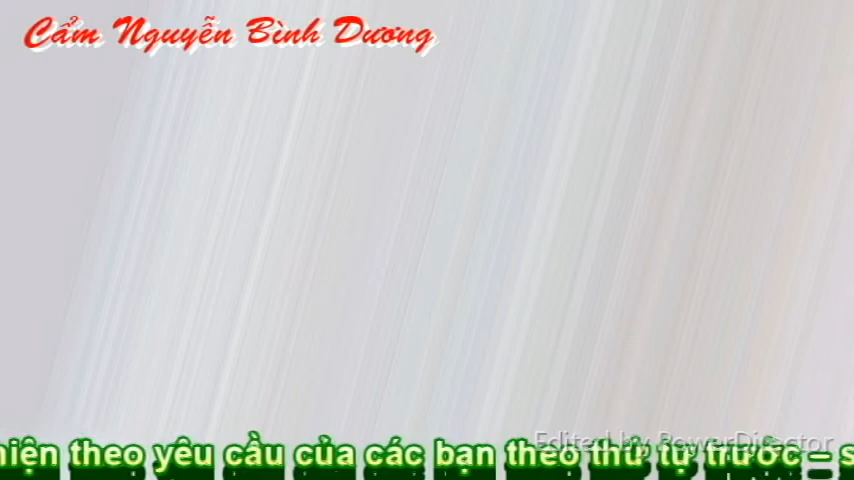 Cẩm Nguyễn Bình Dương
Edited by PowerDirector
hiện theo yêu cầu của các bạn theo thứ tự trước – s